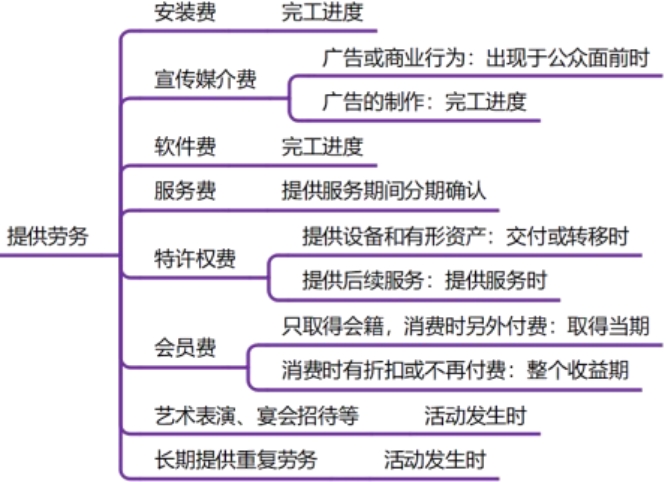 提供劳务
安装费 完工进度
宣传媒介费
广告或商业行为：出现于公众面前时
广告的制作：完工进度
软件费 完工进度
服务费 提供服务期间分期确认
特许权费
提供设备和有形资产：交付或转移时
提供后续服务：提供服务时
会员费
只取得会籍，消费时另外付费：取得当期
消费时有折扣或不再付费：整个收益期
艺术表演、宴会招待等 活动发生时
长期提供重复劳务 活动发生时